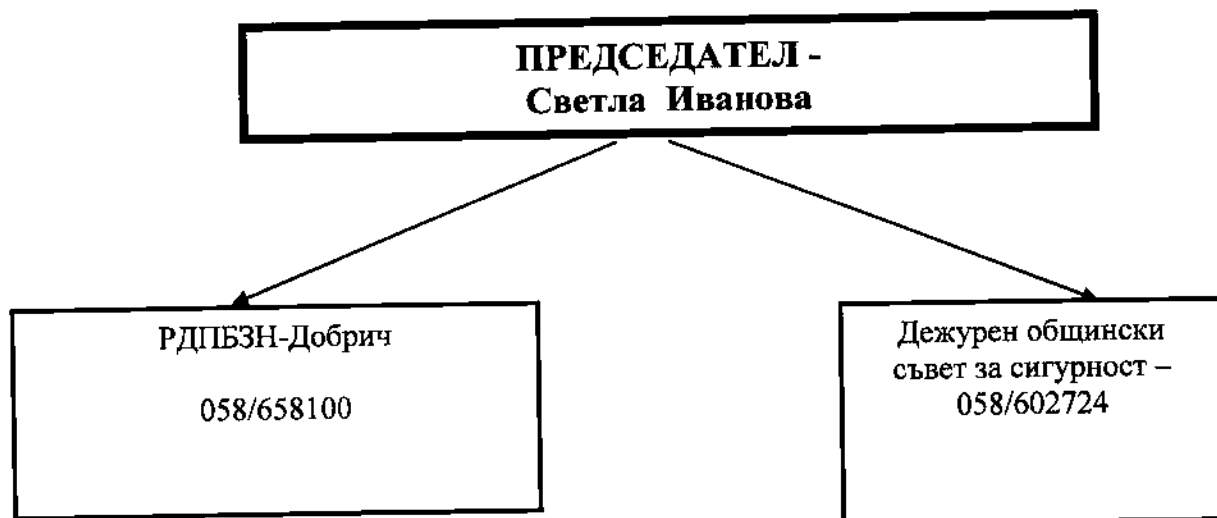 ПРЕДСЕДАТЕЛ -
Светла Иванова
РДПБЗН-Добрич
058/658100
Дежурен общински
съвет за сигурност –
058/602724